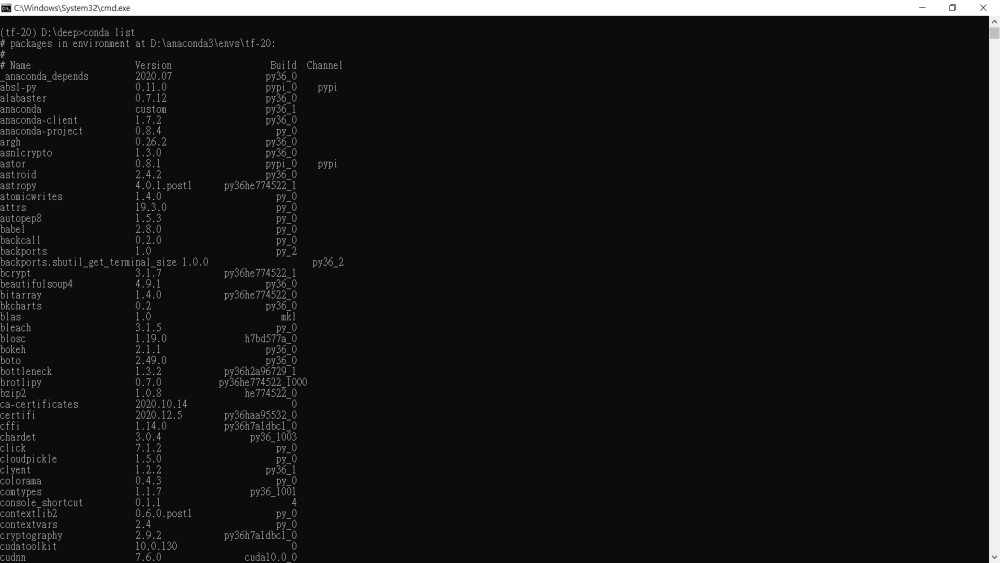 C:\Windows\System32\cmd.exe
(tf-20) D:\deep>conda list
# packages in environment at D:\anaconda3\envs\tf-20:
#
# Name Version Build Channel
_anaconda_depends 2020.07 py36_0
absl-py 0.11.0 pypi_0 pypi
alabaster 0.7.12 py36_0
anaconda custom py36_1
anaconda-client 1.7.2 py36_0
anaconda-project 0.8.4 py_0
argh 0.26.2 py36_0
asn1crypto 1.3.0 py36_0
astor 0.8.1 pypi_0 pypi
astroid 2.4.2 py36_0
astropy 4.0.1.post1 py36he774522_1
atomicwrites 1.4.0 py_0
attrs 19.3.0 py_0
autopep8 1.5.3 py_0
babel 2.8.0 py_0
backcall 0.2.0 py_0
backports 1.0 py_2
backports.shutil_get_terminal_size 1.0.0 py36_2
bcrypt 3.1.7 py36he774522_1
beautifulsoup4 4.9.1 py36_0
bitarray 1.4.0 py36he774522_0
bkcharts 0.2 py36_0
blas 1.0 mkl
bleach 3.1.5 py_0
blosc 1.19.0 h7bd577a_0
bokeh 2.1.1 py36_0
boto 2.49.0 py36_0
bottleneck 1.3.2 py36h2a96729_1
brotlipy 0.7.0 py36he774522_1000
bzip2 1.0.8 he774522_0
ca-certificates 2020.10.14 0
certifi 2020.12.5 py36haa95532_0
cffi 1.14.0 py36h7a1dbc1_0
chardet 3.0.4 py36_1003
click 7.1.2 py_0
cloudpickle 1.5.0 py_0
clyent 1.2.2 py36_1
colorama 0.4.3 py_0
comtypes 1.1.7 py36_1001
console_shortcut 0.1.1 4
contextlib2 0.6.0.post1 py_0
contextvars 2.4 py_0
cryptography 2.9.2 py36h7a1dbc1_0
cudatoolkit 10.0.130 0
cudnn 7.6.0 cuda10.0_0